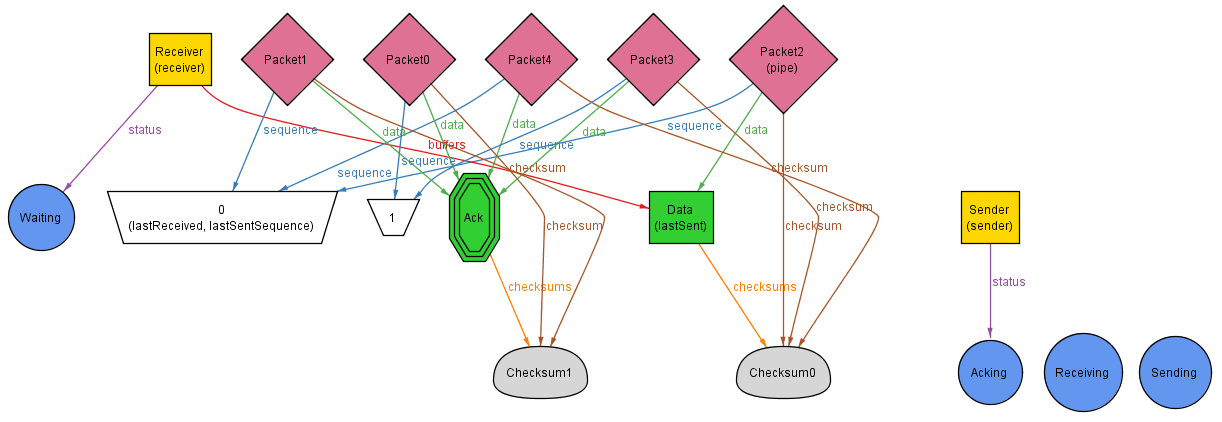 Receiver
(receiver)
Packet1
Packet0
Packet4
Packet3
Packet2
(pipe)
status
sequence
data
data
data
data
sequence
data
buffers
sequence
sequence
sequence
checksum
checksum
Waiting
0
(lastReceived, lastSentSequence)
1
Ack
checksum
Data
(lastSent)
checksum
checksum
Sender
(sender)
checksums
checksums
status
Checksum1
Checksum0
Acking
Receiving
Sending